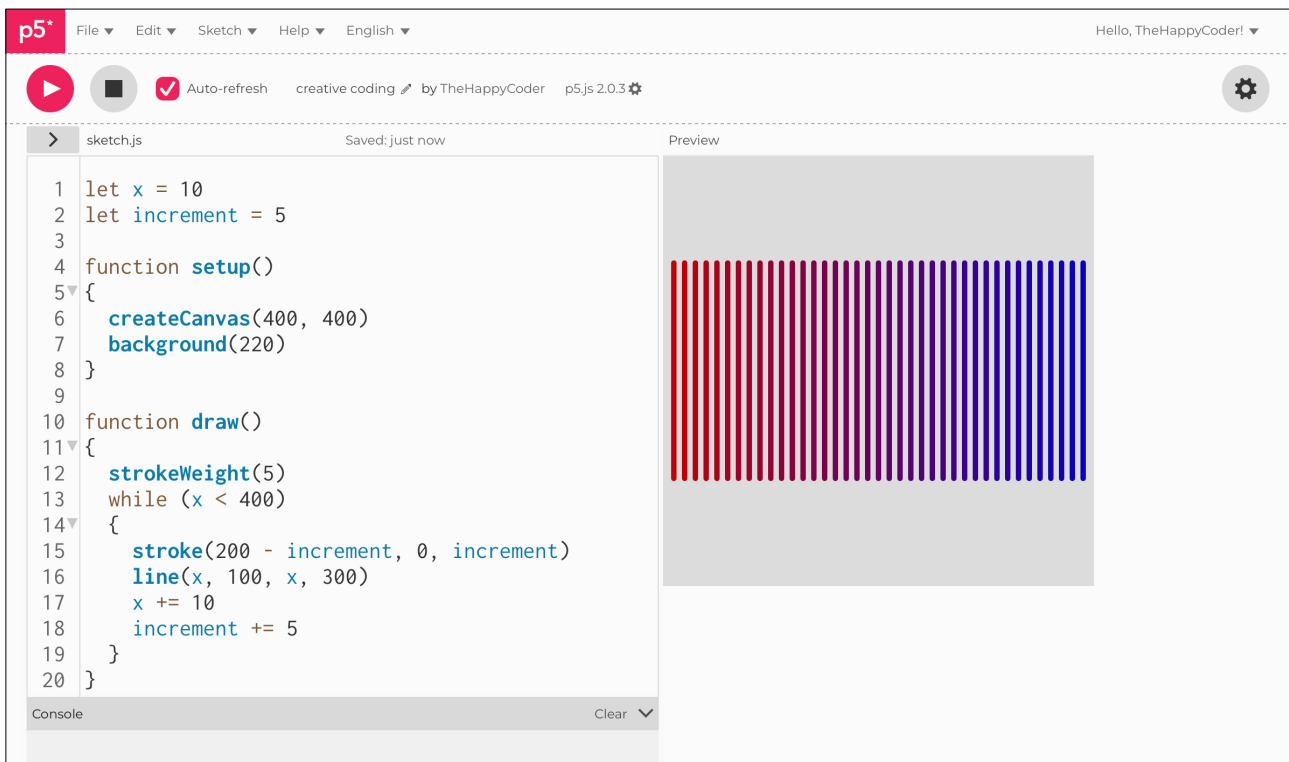 p5* File Edit Sketch Help English Hello, TheHappyCoder!
Auto-refresh creative coding by TheHappyCoder p5.js 2.0.3
sketch.js Saved: just now Preview
1 let x = 10
2 let increment = 5
3
4 function setup()
5 {
6 createCanvas(400, 400)
7 background(220)
8 }
9
10 function draw()
11 {
12 strokeWeight(5)
13 while (x < 400)
14 {
15 stroke(200 - increment, 0, increment)
16 line(x, 100, x, 300)
17 x += 10
18 increment += 5
19 }
20 }
Console Clear